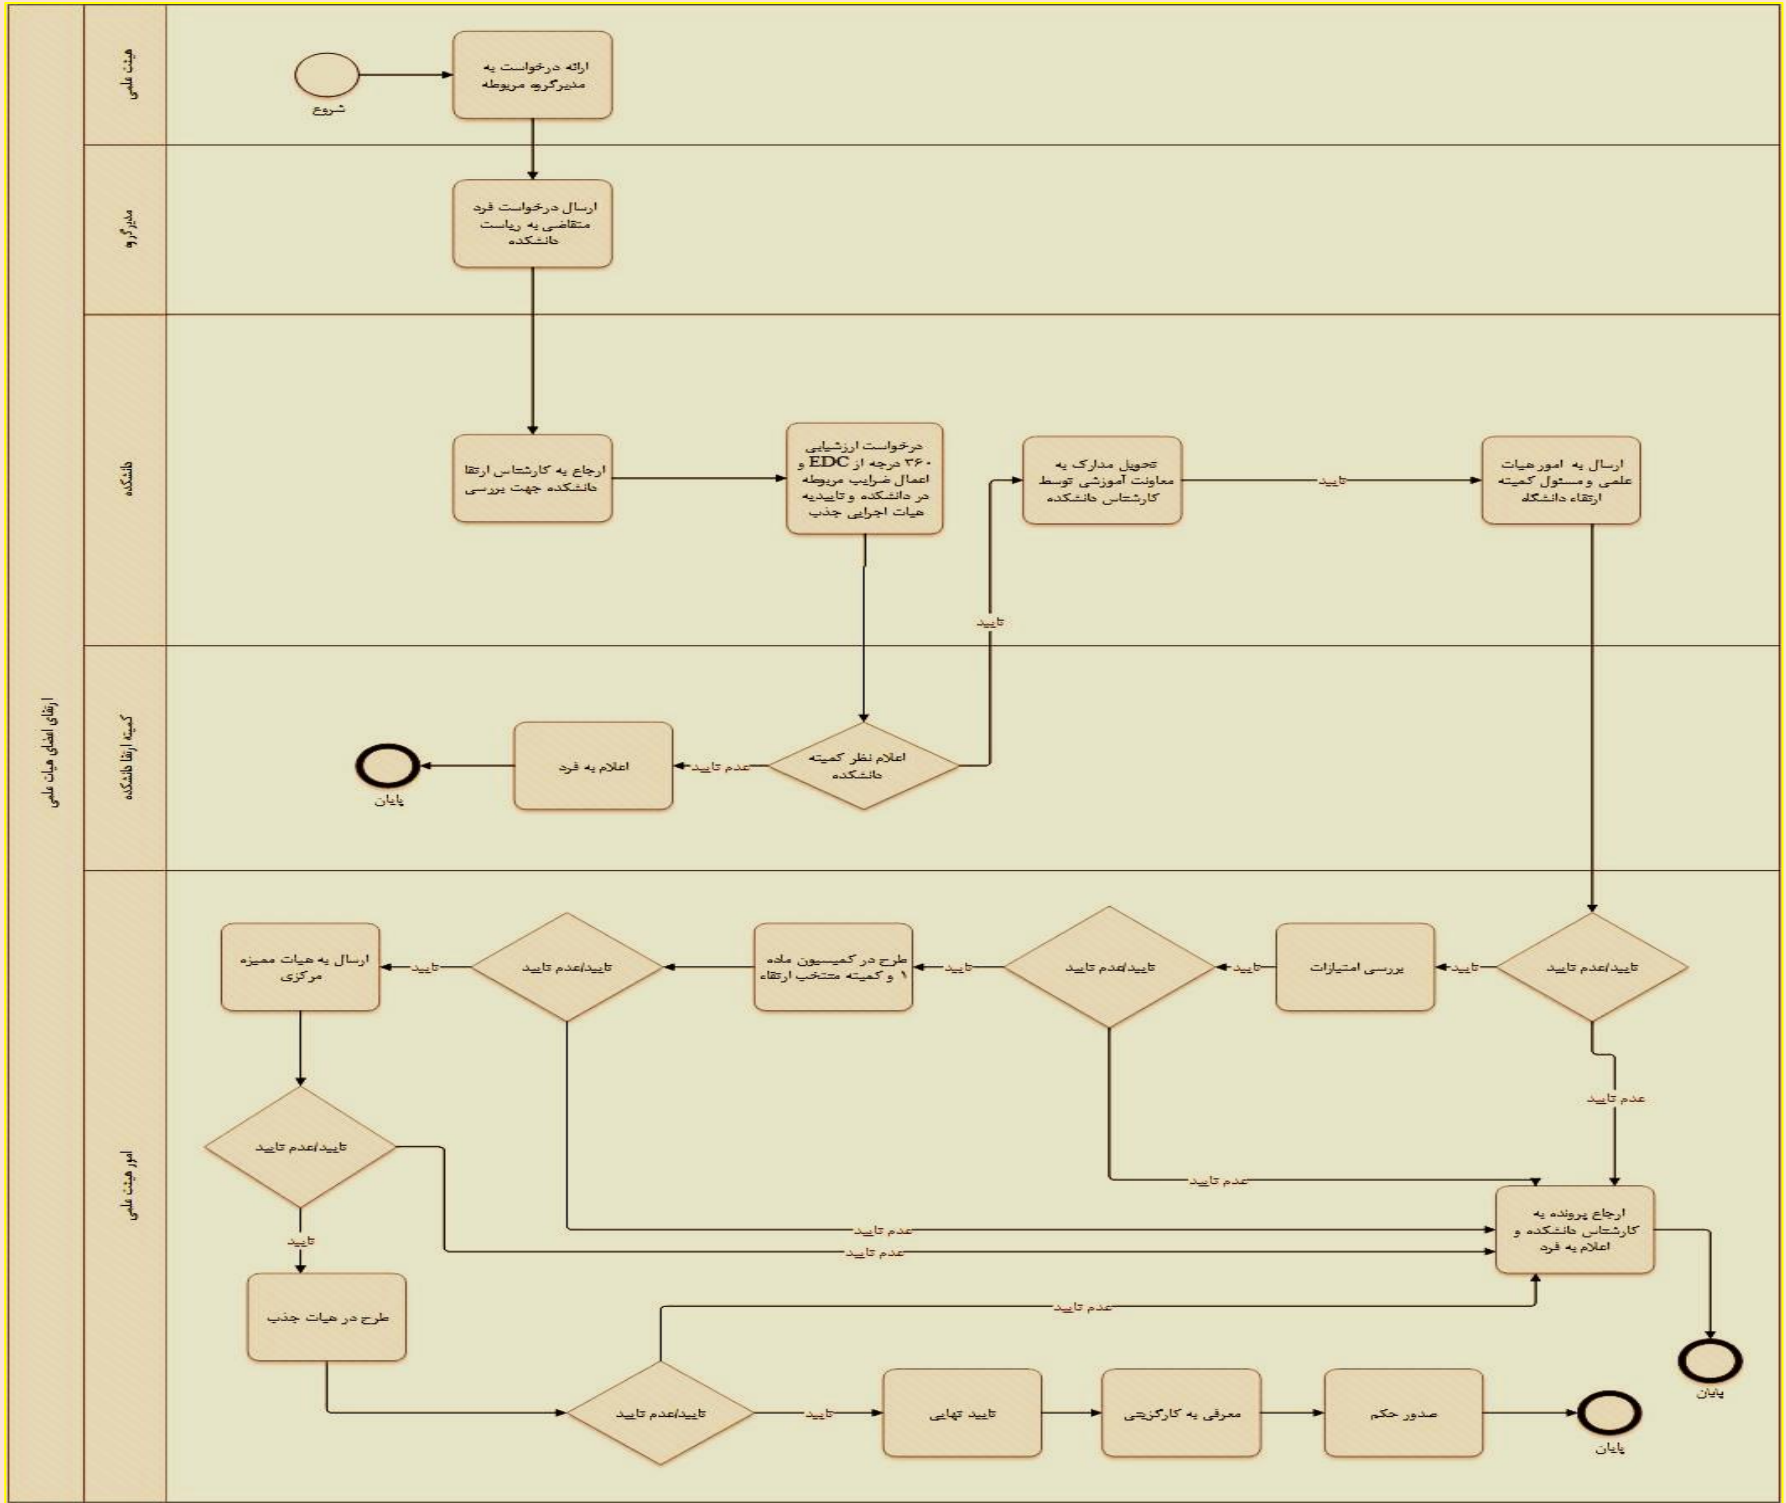 ارتقای اعضای هیات علمی
هیئت علمی
شروع
ارائه درخواست به
مدیرگروه مربوطه
مدیرگروه
ارسال درخواست فرد
متقاضی به ریاست
دانشکده
دانشکده
ارجاع به کارشناس ارتقا
دانشکده جهت بررسی
درخواست ارزشیابی
۳۶۰ درجه از EDC و
اعمال ضرایب مربوطه
در دانشکده و تاییدیه
هیات اجرایی جذب
تحویل مدارک به
معاونت آموزشی توسط
کارشناس دانشکده
تایید
ارسال به امور هیات
علمی و مسئول کمیته
ارتقاء دانشگاه
تایید
کمیته ارتقا دانشکده
اعلام نظر کمیته
دانشکده
عدم تایید
اعلام به فرد
پایان
امور هیئت علمی
تایید/عدم تایید
تایید
بررسی امتیازات
تایید
تایید/عدم تایید
تایید
طرح در کمیسیون ماده
۱ و کمیته منتخب ارتقاء
تایید/عدم تایید
تایید
ارسال به هیات ممیزه
مرکزی
عدم تایید
تایید/عدم تایید
عدم تایید
ارجاع پرونده به
کارشناس دانشکده و
اعلام به فرد
عدم تایید
عدم تایید
تایید
طرح در هیات جذب
عدم تایید
پایان
تایید/عدم تایید
تایید
تایید نهایی
معرفی به کارگزینی
صدور حکم
پایان